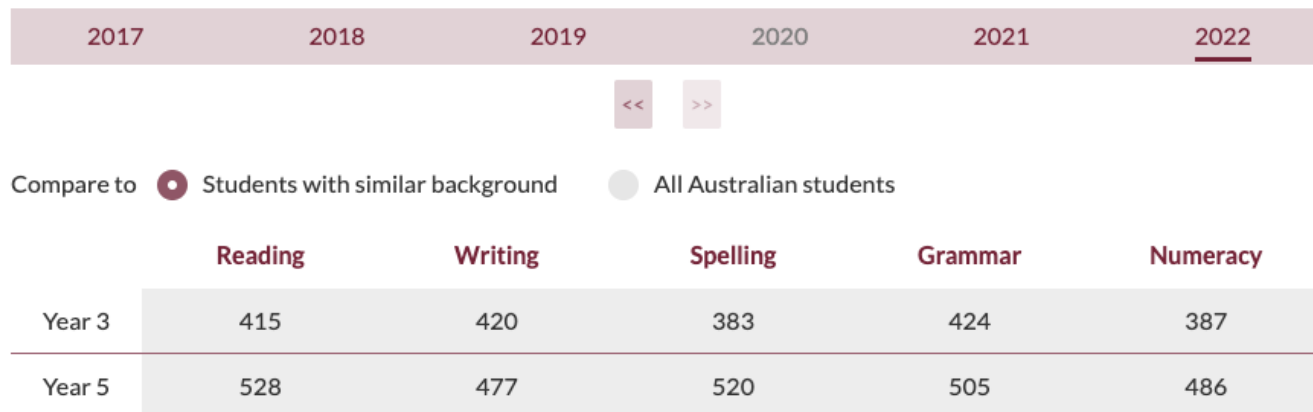 2017 2018 2019 2020 2021 2022
<< >>
Compare to Students with similar background All Australian students
Reading Writing Spelling Grammar Numeracy
Year 3 415 420 383 424 387
Year 5 528 477 520 505 486